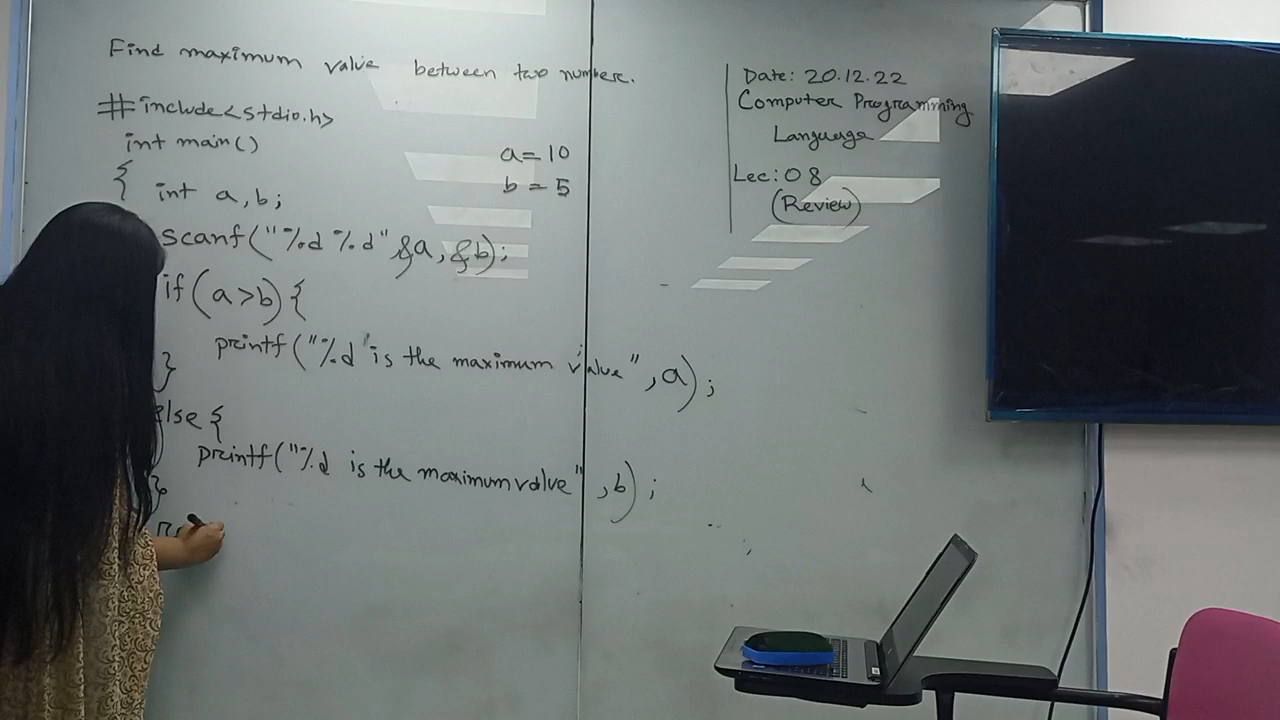 Find maximum value between two number.
#include<stdio.h>
int main()
{
int a,b;
scanf("%d %d"&a,&b);
if(a>b){
printf("%d is the maximum value",a);
}
else {
printf("%d is the maximum value",b);
}
a=10
b=5
Date: 20.12.22
Computer Programming
Language
Lec:08
(Review)